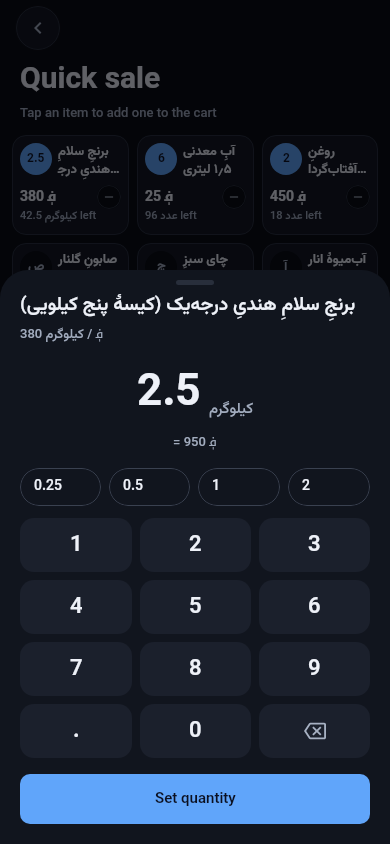 Quick sale
Tap an item to add one to the cart
2.5
برنجِ سلامِ
هندیِ درجـ…
؋ 380
42.5 کیلوگرم left
6
آبِ معدنی
۱٫۵ لیتری
؋ 25
96 عدد left
2
روغنِ
آفتاب‌گردا…
؋ 450
18 عدد left
ص
صابونِ گلنار
چ
چای سبزِ
آ
آب‌میوهٔ انار
برنجِ سلامِ هندیِ درجه‌یک (کیسهٔ پنج کیلویی)
؋ 380 / کیلوگرم
2.5 کیلوگرم
= 950 ؋
0.25
0.5
1
2
1
2
3
4
5
6
7
8
9
.
0
Set quantity